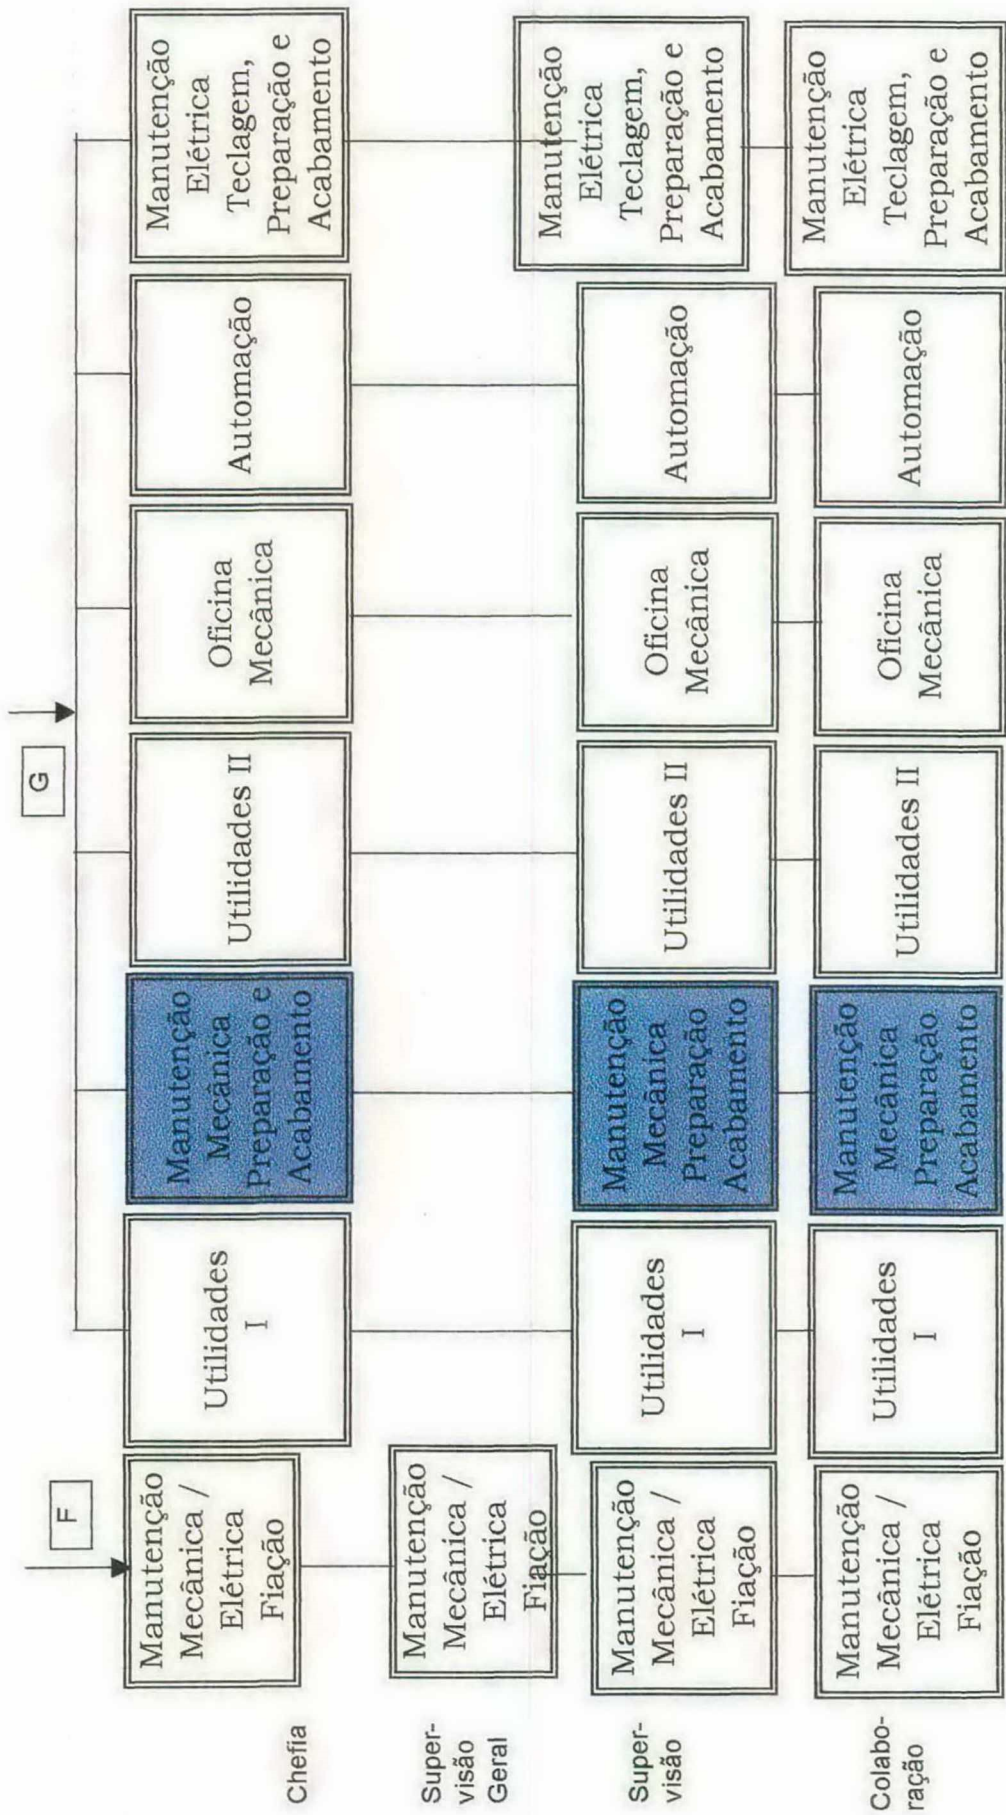 F
G
Chefia
Manutenção
Mecânica /
Elétrica
Fiação
Utilidades
I
Manutenção
Mecânica
Preparação e
Acabamento
Utilidades II
Oficina
Mecânica
Automação
Manutenção
Elétrica
Teclagem,
Preparação e
Acabamento
Super-
visão
Geral
Manutenção
Mecânica /
Elétrica
Fiação
Super-
visão
Manutenção
Mecânica /
Elétrica
Fiação
Utilidades
I
Manutenção
Mecânica
Preparação
Acabamento
Utilidades II
Oficina
Mecânica
Automação
Manutenção
Elétrica
Teclagem,
Preparação e
Acabamento
Colabo-
ração
Manutenção
Mecânica /
Elétrica
Fiação
Utilidades
I
Manutenção
Mecânica
Preparação
Acabamento
Utilidades II
Oficina
Mecânica
Automação
Manutenção
Elétrica
Teclagem,
Preparação e
Acabamento